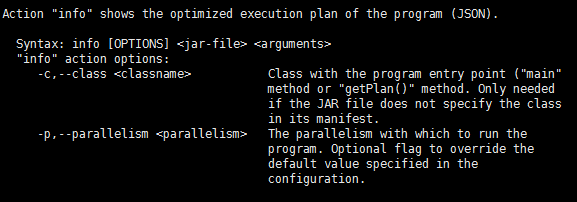 Action "info" shows the optimized execution plan of the program (JSON).
Syntax: info [OPTIONS] <jar-file> <arguments>
"info" action options:
-c,--class <classname> Class with the program entry point ("main"
method or "getPlan()" method. Only needed
if the JAR file does not specify the class
in its manifest.
-p,--parallelism <parallelism> The parallelism with which to run the
program. Optional flag to override the
default value specified in the
configuration.